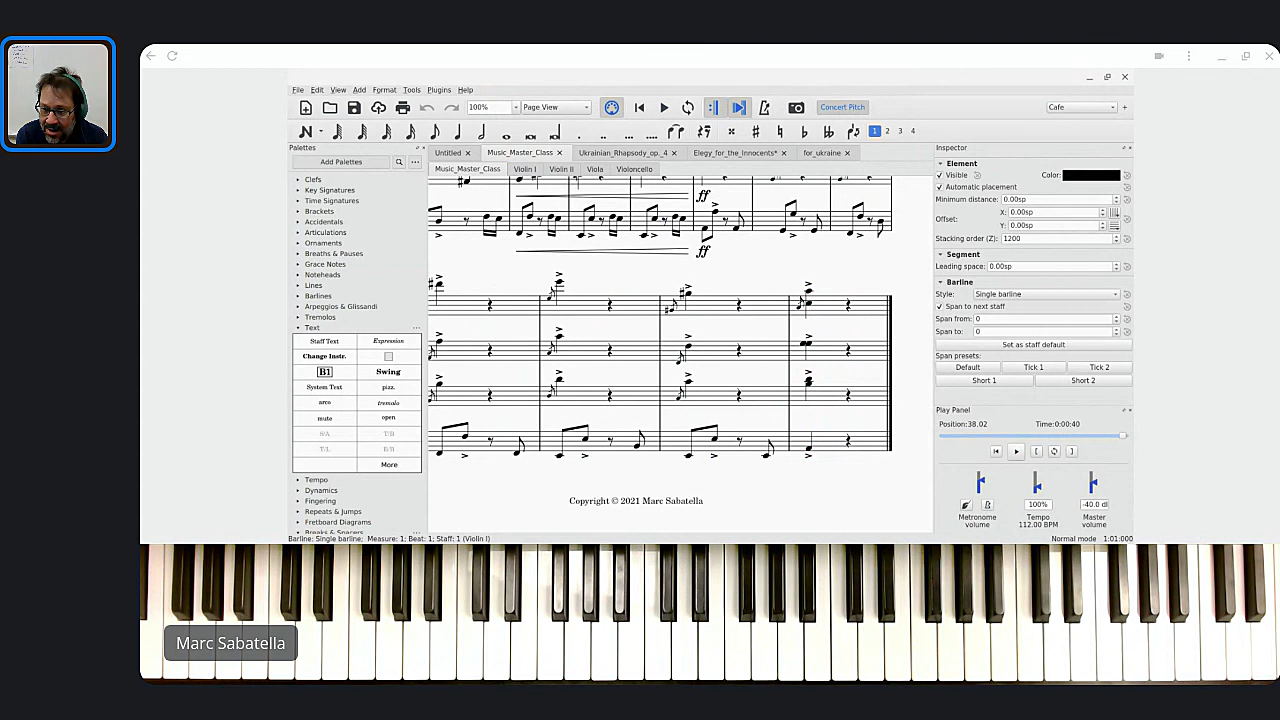 File Edit View Add Format Tools Plugins Help
100% Page View Concert Pitch Cafe
1 2 3 4
Palettes
Add Palettes
Clefs
Key Signatures
Time Signatures
Brackets
Accidentals
Articulations
Ornaments
Breaths & Pauses
Grace Notes
Noteheads
Lines
Barlines
Arpeggios & Glissandi
Tremolos
Text
Staff Text Expression
Change Instr.
B1 Swing
System Text pizz.
arco tremolo
mute open
S/A T/B
T/L B/B
More
Tempo
Dynamics
Fingering
Repeats & Jumps
Fretboard Diagrams
Breaks & Spacers
Untitled Music_Master_Class Ukrainian_Rhapsody_op._4 Elegy_for_the_Innocents* for_ukraine
Music_Master_Class Violin I Violin II Viola Violoncello
ff
ff
Copyright © 2021 Marc Sabatella
Inspector
Element
Visible Color:
Automatic placement
Minimum distance: 0.00sp
Offset: X: 0.00sp
Y: 0.00sp
Stacking order (Z): 1200
Segment
Leading space: 0.00sp
Barline
Style: Single barline
Span to next staff
Span from: 0
Span to: 0
Set as staff default
Span presets:
Default Tick 1 Tick 2
Short 1 Short 2
Play Panel
Position:38.02 Time:0:00:40
100% -40.0 dl
Metronome volume Tempo 112.00 BPM Master volume
Barline: Single barline; Measure: 1; Beat: 1; Staff: 1 (Violin I) Normal mode 1:01:000
Marc Sabatella